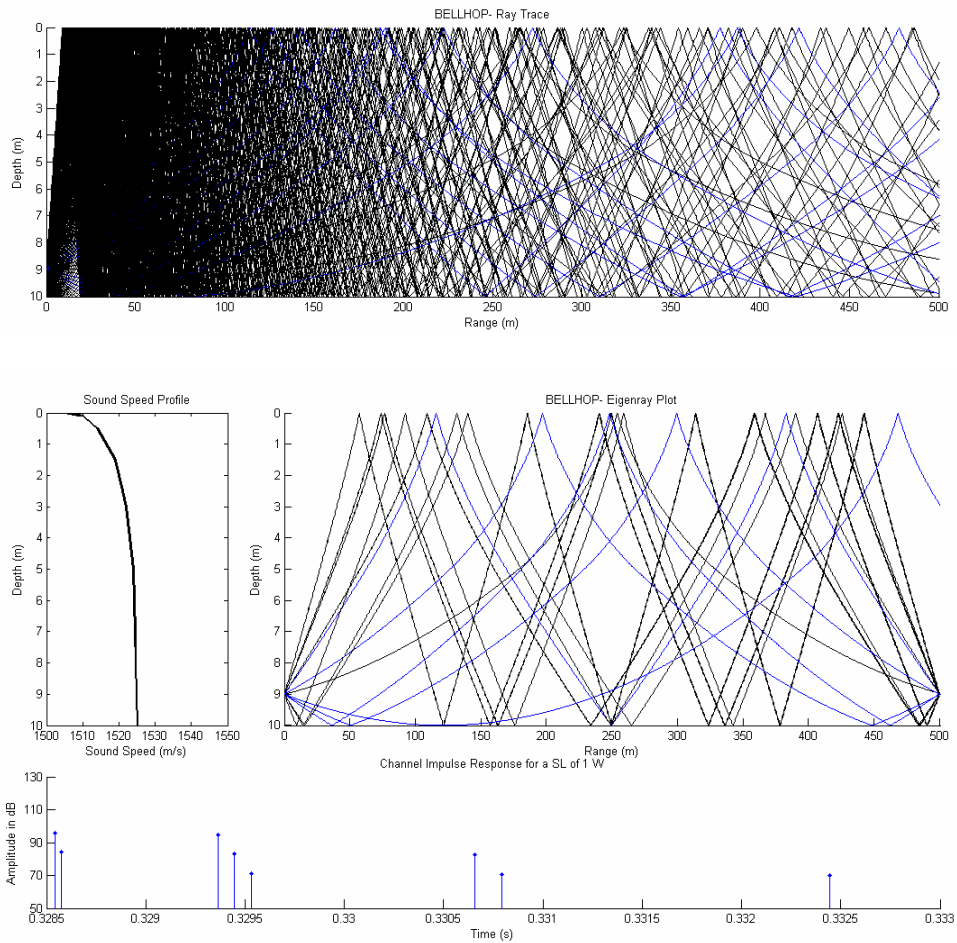 BELLHOP- Ray Trace
0
1
2
3
4
5
6
7
8
9
10
Depth (m)
0 50 100 150 200 250 300 350 400 450 500
Range (m)
Sound Speed Profile
0
1
2
3
4
5
6
7
8
9
10
Depth (m)
1500 1510 1520 1530 1540 1550
Sound Speed (m/s)
BELLHOP- Eigenray Plot
0
1
2
3
4
5
6
7
8
9
10
Depth (m)
0 50 100 150 200 250 300 350 400 450 500
Range (m)
Channel Impulse Response for a SL of 1 W
130
110
90
70
50
Amplitude in dB
0.3285 0.329 0.3295 0.33 0.3305 0.331 0.3315 0.332 0.3325 0.333
Time (s)